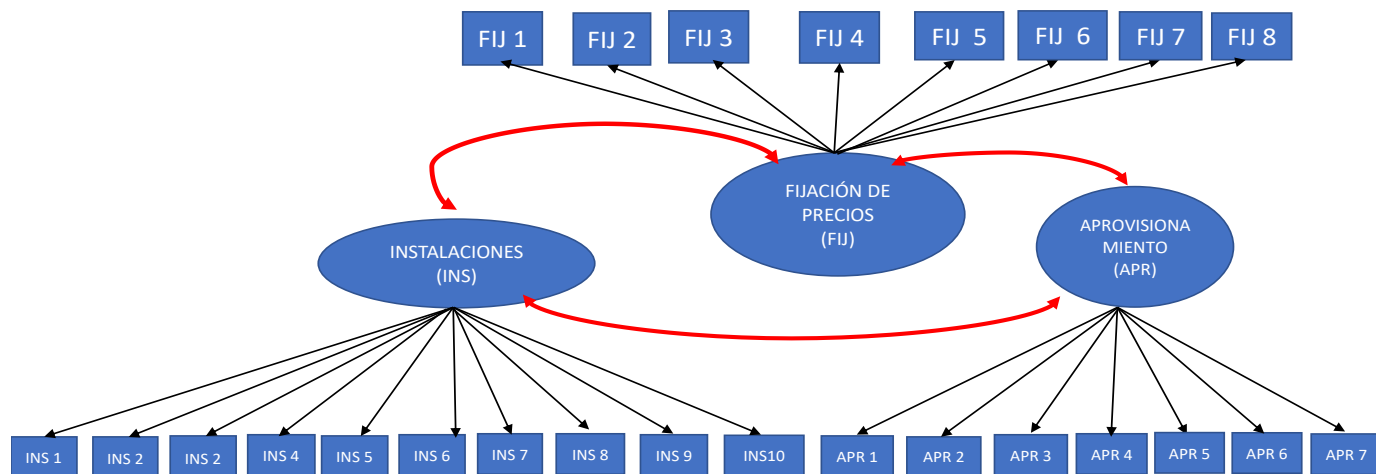 FIJ 1
FIJ 2
FIJ 3
FIJ 4
FIJ 5
FIJ 6
FIJ 7
FIJ 8
FIJACIÓN DE
PRECIOS
(FIJ)
INSTALACIONES
(INS)
APROVISIONA
MIENTO
(APR)
INS 1
INS 2
INS 2
INS 4
INS 5
INS 6
INS 7
INS 8
INS 9
INS10
APR 1
APR 2
APR 3
APR 4
APR 5
APR 6
APR 7